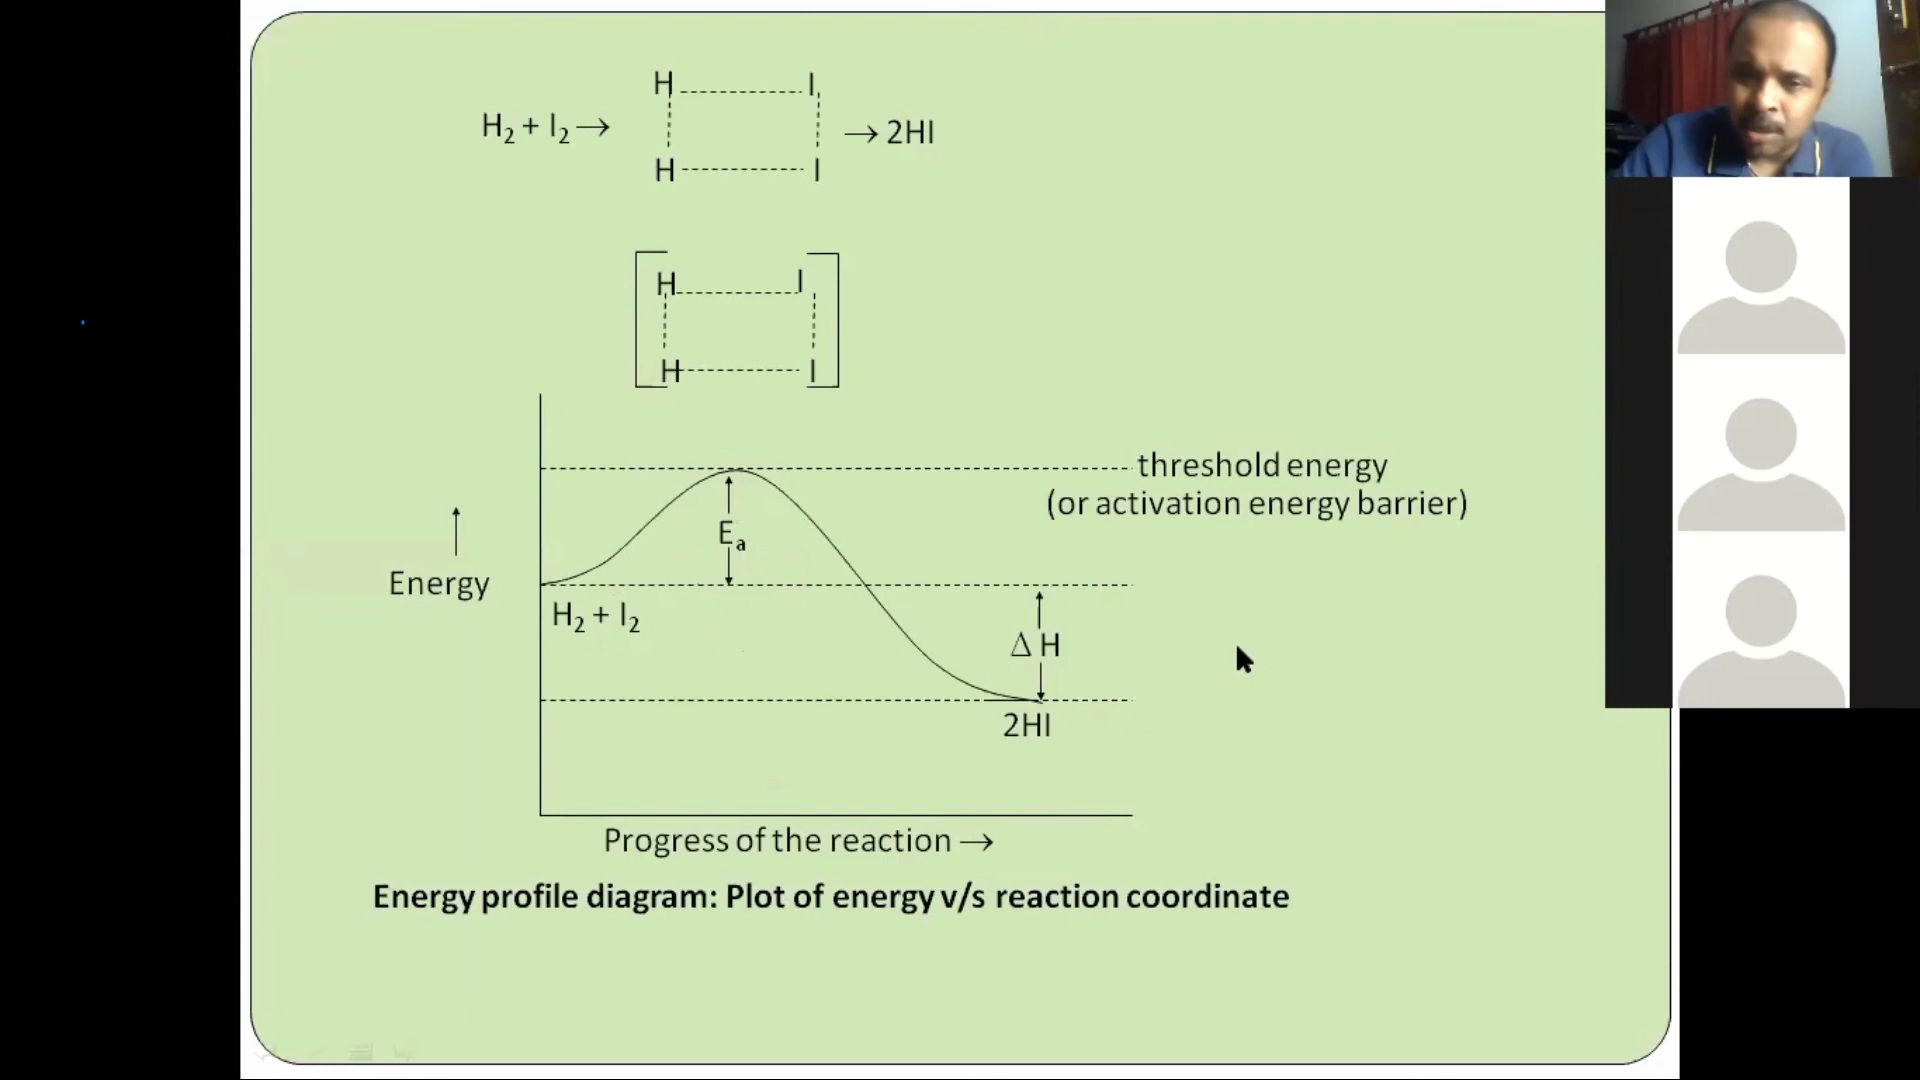 H ---------------- I
H₂ + I₂ → → 2HI
H ---------------- I
H ---------------- I
H ---------------- I
threshold energy
(or activation energy barrier)
↑ Eₐ
Energy
H₂ + I₂
Δ H
2HI
Progress of the reaction →
Energy profile diagram: Plot of energy v/s reaction coordinate